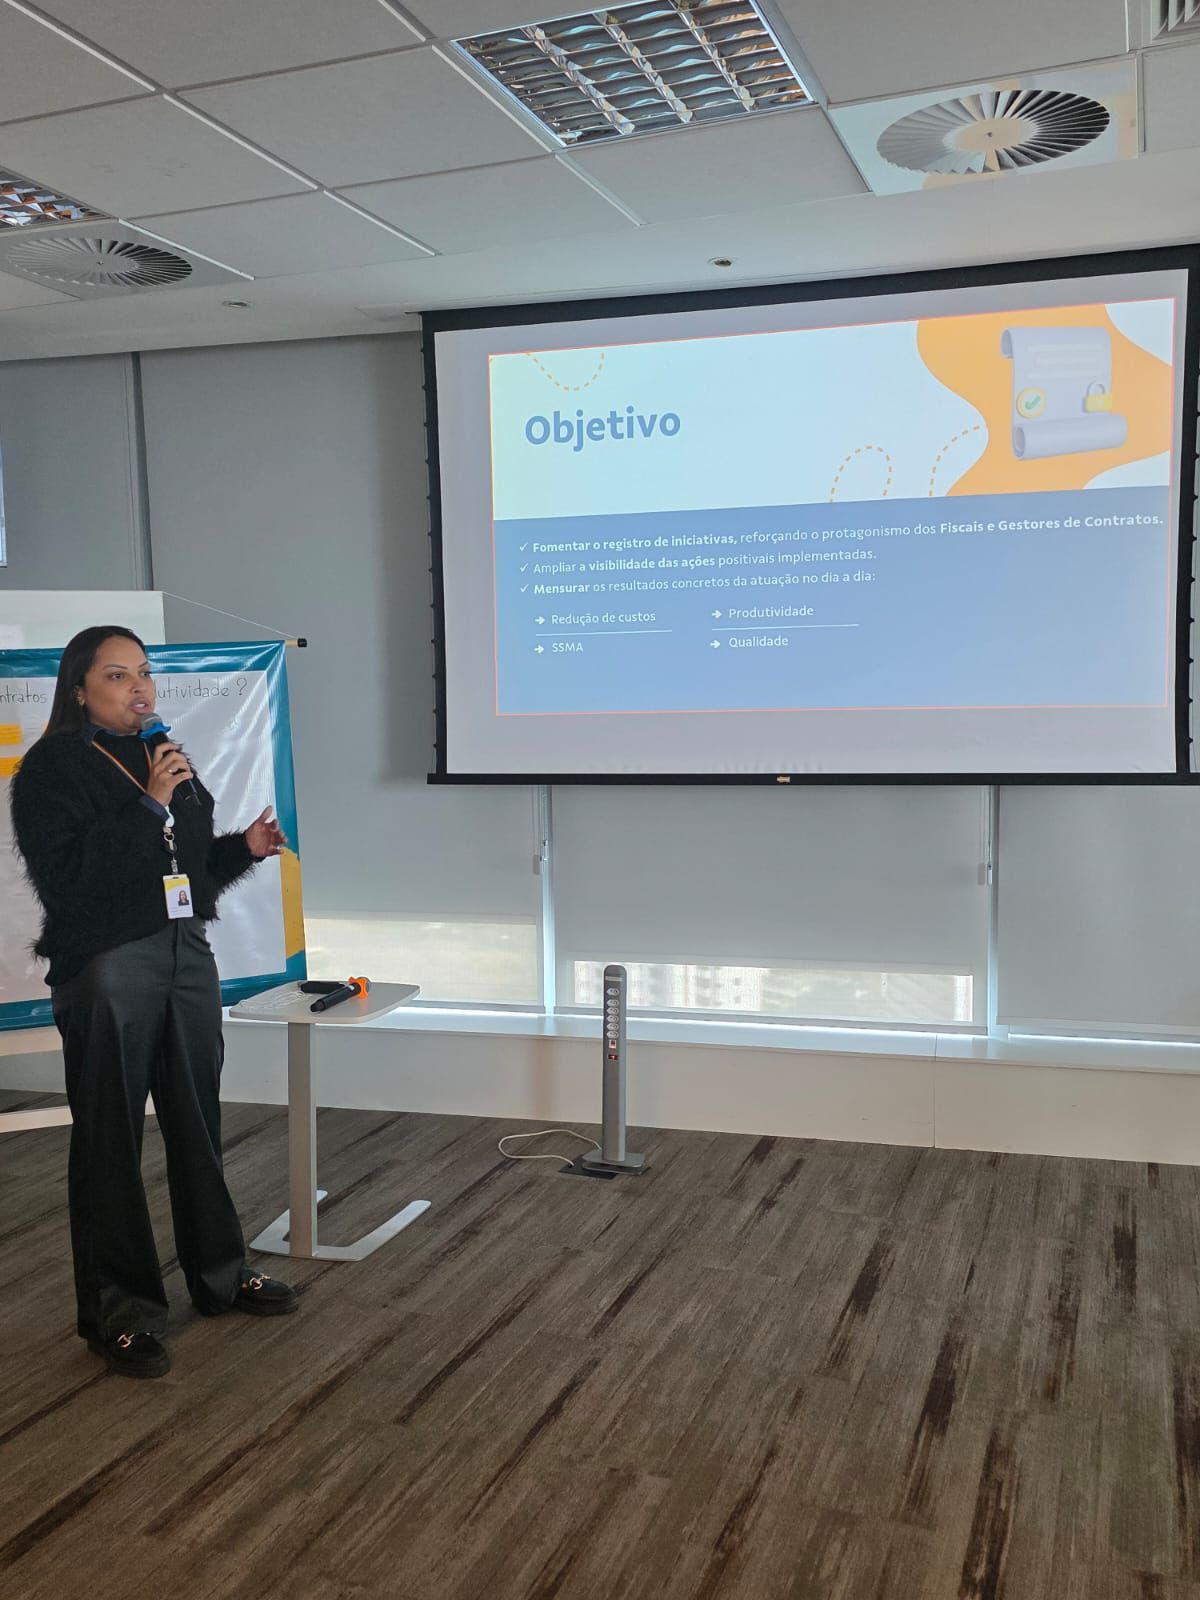 Objetivo
✓ Fomentar o registro de iniciativas, reforçando o protagonismo dos Fiscais e Gestores de Contratos.
✓ Ampliar a visibilidade das ações positivais implementadas.
✓ Mensurar os resultados concretos da atuação no dia a dia:
→ Redução de custos
→ Produtividade
→ SSMA
→ Qualidade
ntratos
utividade ?